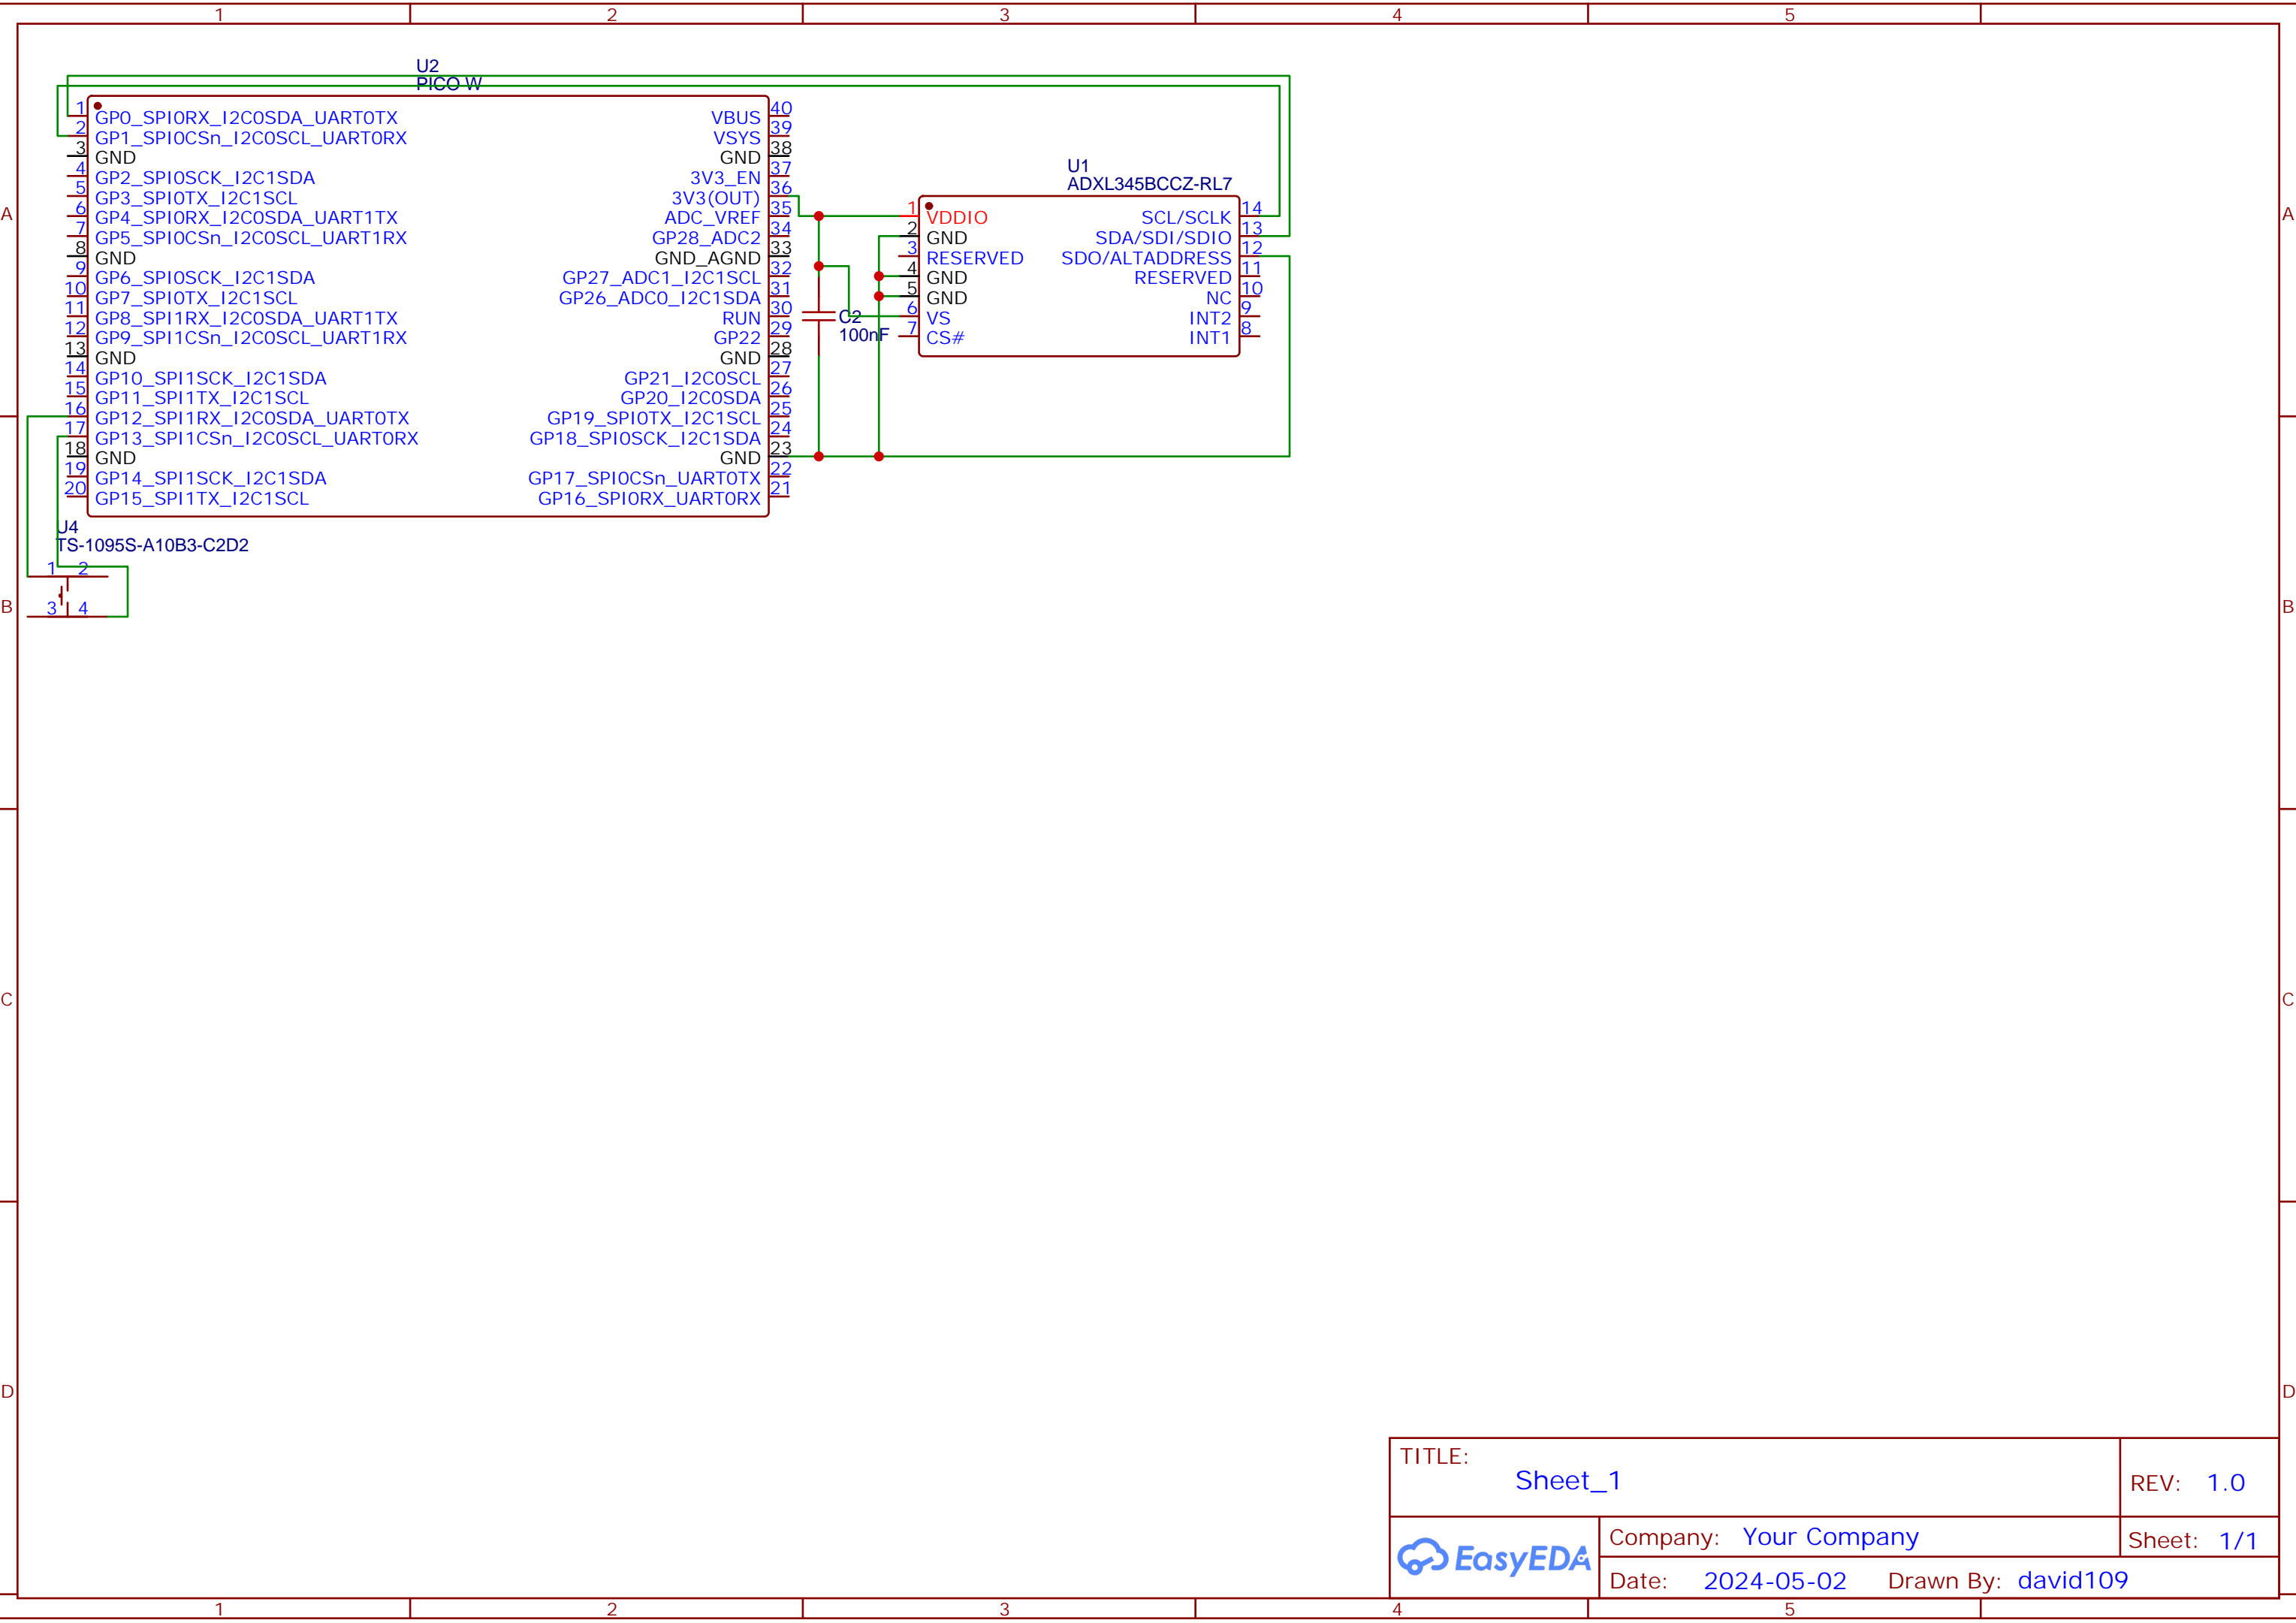 1 2 3 4 5
U2
PICO W
1 GP0_SPI0RX_I2C0SDA_UART0TX
2 GP1_SPI0CSn_I2C0SCL_UART0RX
3 GND
4 GP2_SPI0SCK_I2C1SDA
5 GP3_SPI0TX_I2C1SCL
6 GP4_SPI0RX_I2C0SDA_UART1TX
7 GP5_SPI0CSn_I2C0SCL_UART1RX
8 GND
9 GP6_SPI0SCK_I2C1SDA
10 GP7_SPI0TX_I2C1SCL
11 GP8_SPI1RX_I2C0SDA_UART1TX
12 GP9_SPI1CSn_I2C0SCL_UART1RX
13 GND
14 GP10_SPI1SCK_I2C1SDA
15 GP11_SPI1TX_I2C1SCL
16 GP12_SPI1RX_I2C0SDA_UART0TX
17 GP13_SPI1CSn_I2C0SCL_UART0RX
18 GND
19 GP14_SPI1SCK_I2C1SDA
20 GP15_SPI1TX_I2C1SCL
VBUS 40
VSYS 39
GND 38
3V3_EN 37
3V3(OUT) 36
ADC_VREF 35
GP28_ADC2 34
GND_AGND 33
GP27_ADC1_I2C1SCL 32
GP26_ADC0_I2C1SDA 31
RUN 30
GP22 29
GND 28
GP21_I2C0SCL 27
GP20_I2C0SDA 26
GP19_SPI0TX_I2C1SCL 25
GP18_SPI0SCK_I2C1SDA 24
GND 23
GP17_SPI0CSn_UART0TX 22
GP16_SPI0RX_UART0RX 21
C2
100nF
U1
ADXL345BCCZ-RL7
1 VDDIO
2 GND
3 RESERVED
4 GND
5 GND
6 VS
7 CS#
SCL/SCLK 14
SDA/SDI/SDIO 13
SDO/ALTADDRESS 12
RESERVED 11
NC 10
INT2 9
INT1 8
U4
TS-1095S-A10B3-C2D2
1 2
3 4
A A
B B
C C
D D
TITLE:
Sheet_1
REV: 1.0
EasyEDA
Company: Your Company
Sheet: 1/1
Date: 2024-05-02 Drawn By: david109
1 2 3 4 5